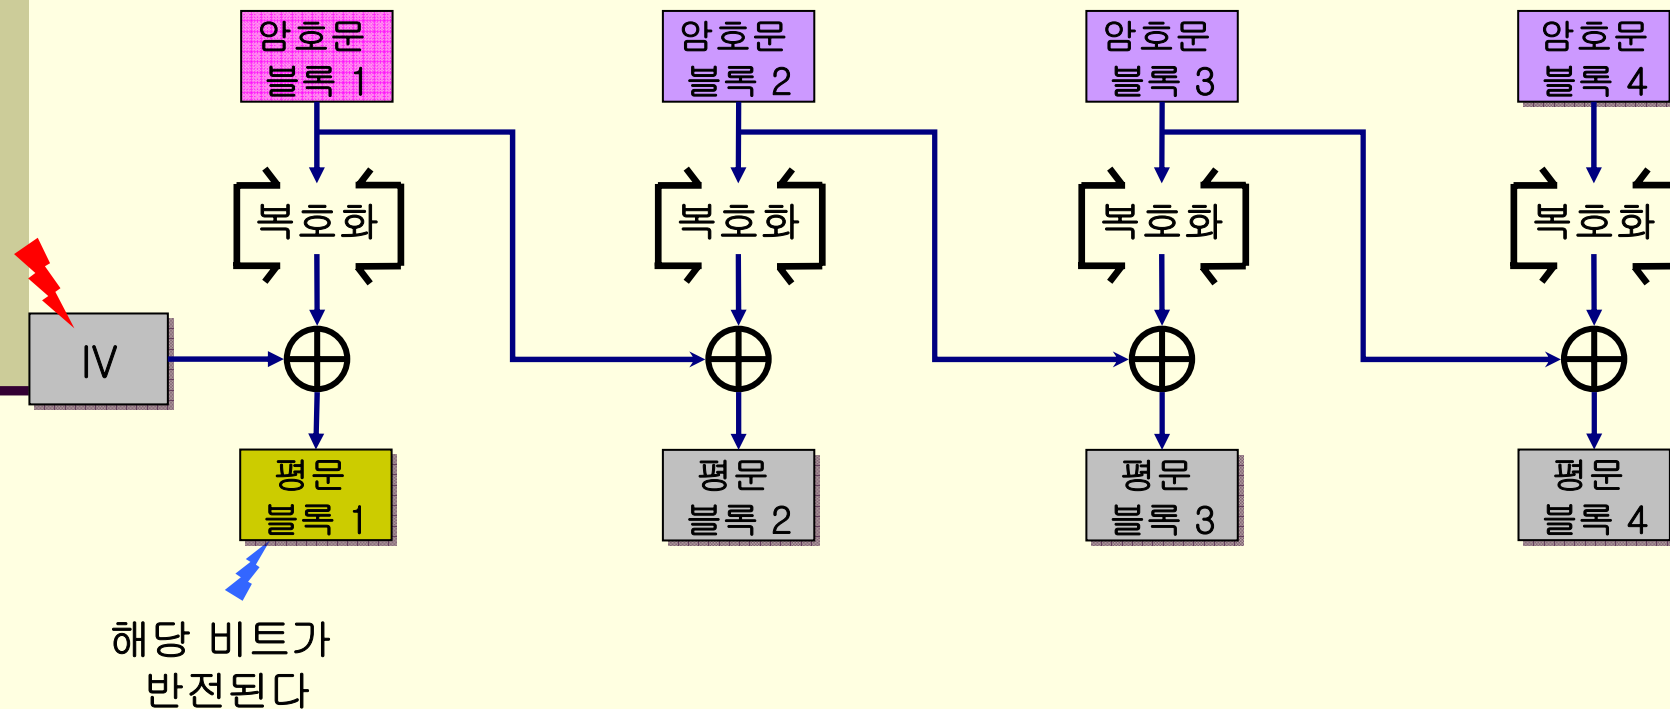 암호문
블록 1
암호문
블록 2
암호문
블록 3
암호문
블록 4
복호화
복호화
복호화
복호화
IV
평문
블록 1
평문
블록 2
평문
블록 3
평문
블록 4
해당 비트가
반전된다